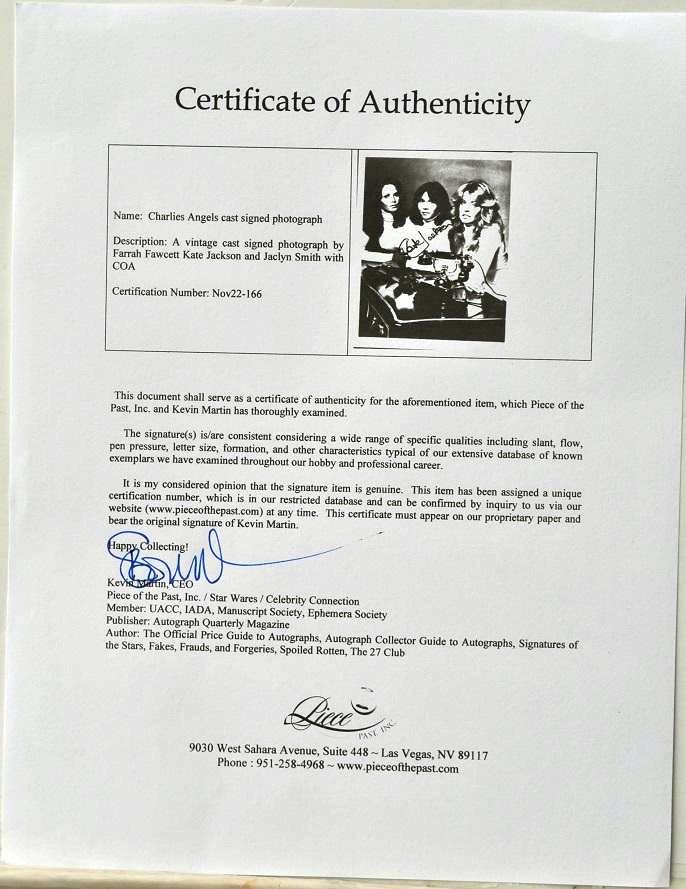 Certificate of Authenticity
Name: Charlies Angels cast signed photograph
Description: A vintage cast signed photograph by
Farrah Fawcett Kate Jackson and Jaclyn Smith with
COA
Certification Number: Nov22-166
Kate Jackson
This document shall serve as a certificate of authenticity for the aforementioned item, which Piece of the
Past, Inc. and Kevin Martin has thoroughly examined.
The signature(s) is/are consistent considering a wide range of specific qualities including slant, flow,
pen pressure, letter size, formation, and other characteristics typical of our extensive database of known
exemplars we have examined throughout our hobby and professional career.
It is my considered opinion that the signature item is genuine. This item has been assigned a unique
certification number, which is in our restricted database and can be confirmed by inquiry to us via our
website (www.pieceofthepast.com) at any time. This certificate must appear on our proprietary paper and
bear the original signature of Kevin Martin.
Happy Collecting!
Kevin Martin, CEO
Piece of the Past, Inc. / Star Wares / Celebrity Connection
Member: UACC, IADA, Manuscript Society, Ephemera Society
Publisher: Autograph Quarterly Magazine
Author: The Official Price Guide to Autographs, Autograph Collector Guide to Autographs, Signatures of
the Stars, Fakes, Frauds, and Forgeries, Spoiled Rotten, The 27 Club
Piece
PAST, INC.
9030 West Sahara Avenue, Suite 448 ~ Las Vegas, NV 89117
Phone : 951-258-4968 ~ www.pieceofthepast.com